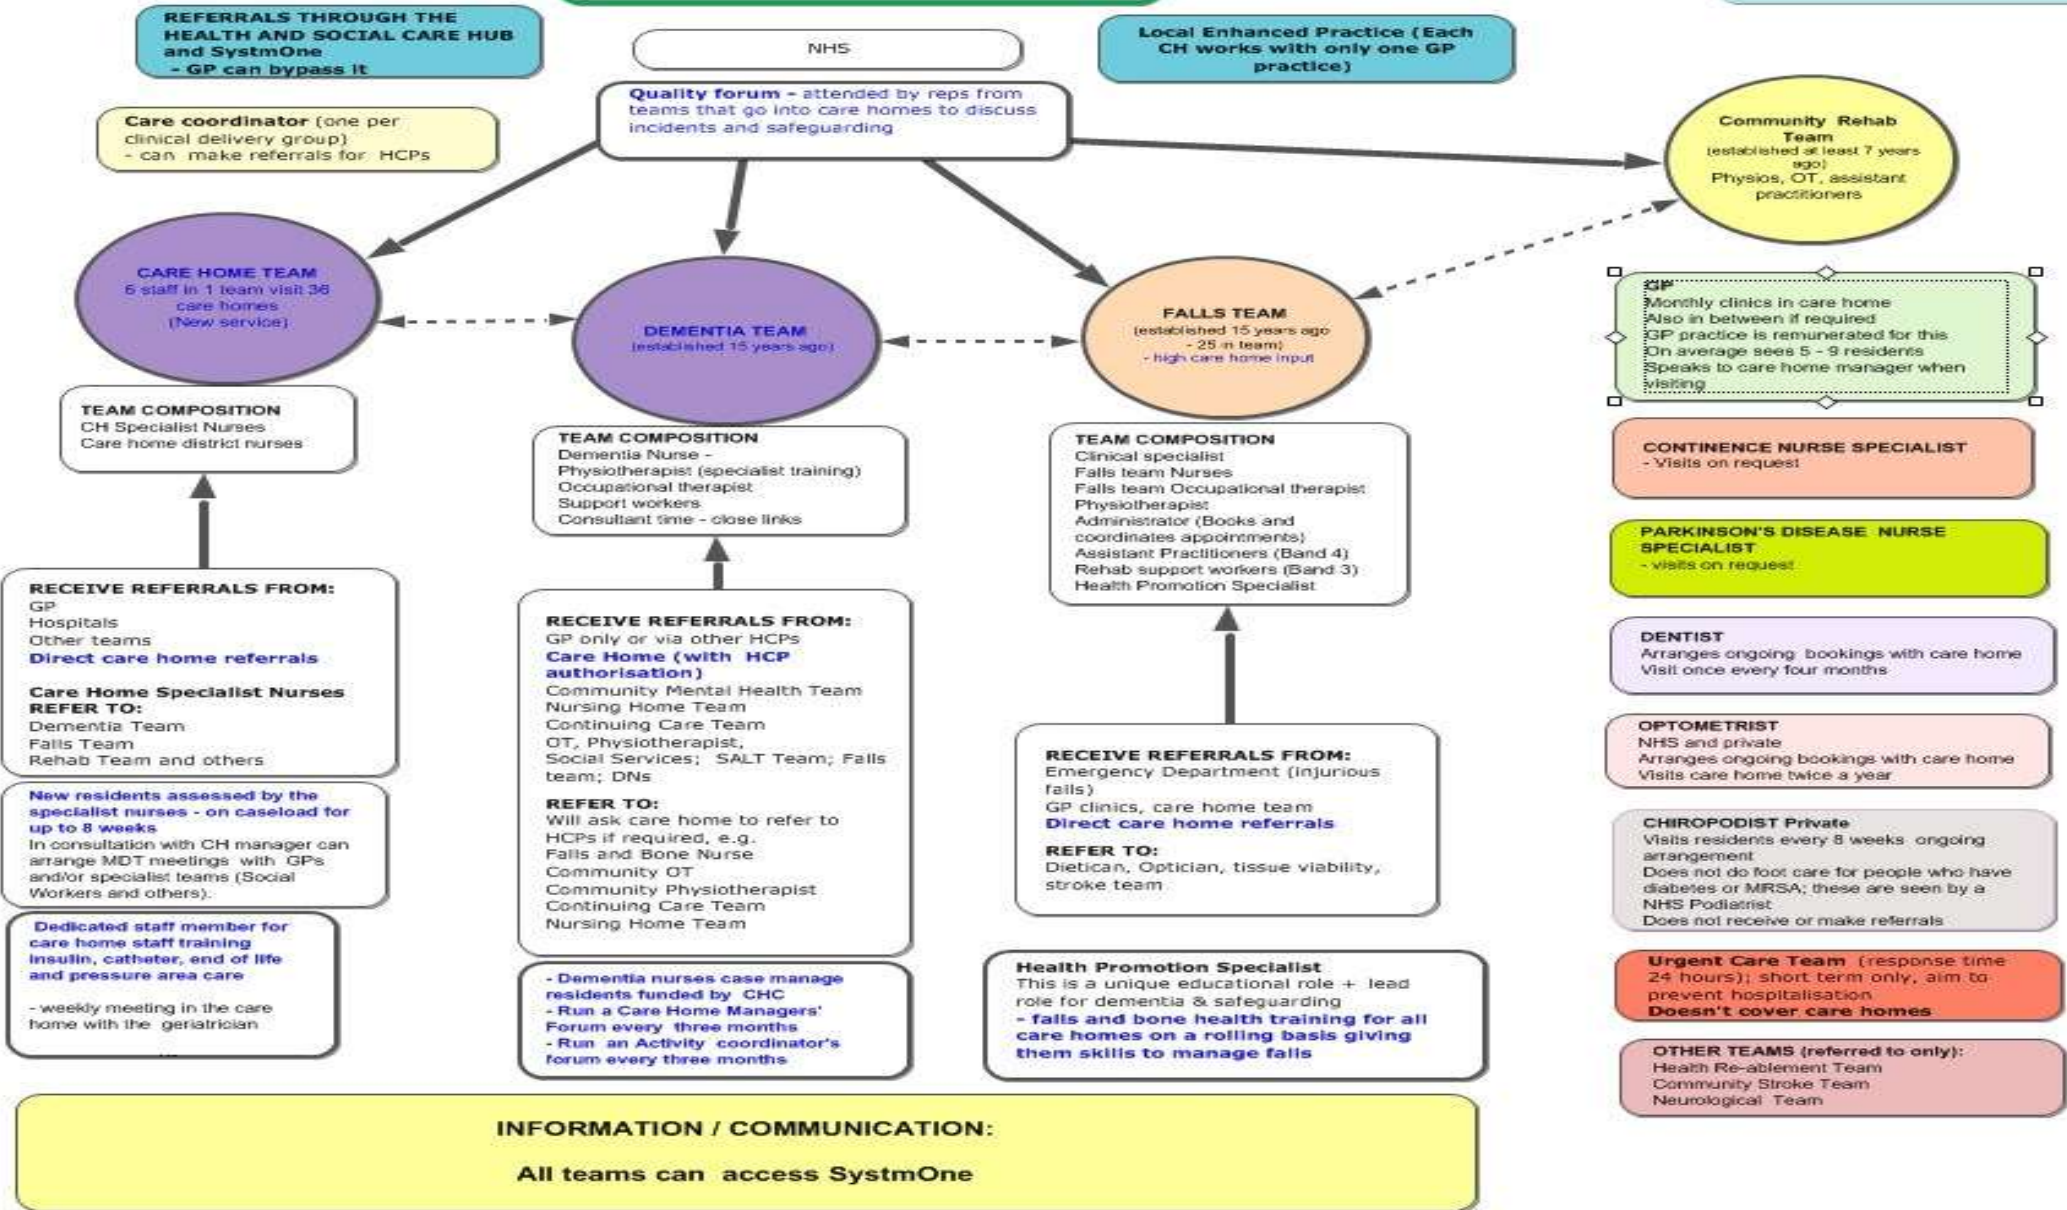 REFERRALS THROUGH THE
HEALTH AND SOCIAL CARE HUB
and SystmOne
- GP can bypass it
NHS
Local Enhanced Practice (Each
CH works with only one GP
practice)
Quality forum - attended by reps from
teams that go into care homes to discuss
incidents and safeguarding
Care coordinator (one per
clinical delivery group)
- can make referrals for HCPs
Community Rehab
Team
(established at least 7 years
ago)
Physios, OT, assistant
practitioners
CARE HOME TEAM
6 staff in 1 team visit 36
care homes
(New service)
DEMENTIA TEAM
(established 15 years ago)
FALLS TEAM
(established 15 years ago
- 25 in team)
- high care home input
TEAM COMPOSITION
CH Specialist Nurses
Care home district nurses
RECEIVE REFERRALS FROM:
GP
Hospitals
Other teams
Direct care home referrals
Care Home Specialist Nurses
REFER TO:
Dementia Team
Falls Team
Rehab Team and others
New residents assessed by the
specialist nurses - on caseload for
up to 8 weeks
In consultation with CH manager can
arrange MDT meetings with GPs
and/or specialist teams (Social
Workers and others).
Dedicated staff member for
care home staff training
insulin, catheter, end of life
and pressure area care
- weekly meeting in the care
home with the geriatrician
TEAM COMPOSITION
Dementia Nurse -
Physiotherapist (specialist training)
Occupational therapist
Support workers
Consultant time - close links
RECEIVE REFERRALS FROM:
GP only or via other HCPs
Care Home (with HCP
authorisation)
Community Mental Health Team
Nursing Home Team
Continuing Care Team
OT, Physiotherapist,
Social Services; SALT Team; Falls
team; DNs
REFER TO:
Will ask care home to refer to
HCPs if required, e.g.
Falls and Bone Nurse
Community OT
Community Physiotherapist
Continuing Care Team
Nursing Home Team
- Dementia nurses case manage
residents funded by CHC
- Run a Care Home Managers'
Forum every three months
- Run an Activity coordinator's
forum every three months
TEAM COMPOSITION
Clinical specialist
Falls team Nurses
Falls team Occupational therapist
Physiotherapist
Administrator (Books and
coordinates appointments)
Assistant Practitioners (Band 4)
Rehab support workers (Band 3)
Health Promotion Specialist
RECEIVE REFERRALS FROM:
Emergency Department (injurious
falls)
GP clinics, care home team
Direct care home referrals
REFER TO:
Dietican, Optician, tissue viability,
stroke team
Health Promotion Specialist
This is a unique educational role + lead
role for dementia & safeguarding
- falls and bone health training for all
care homes on a rolling basis giving
them skills to manage falls
GP
Monthly clinics in care home
Also in between if required
GP practice is remunerated for this
On average sees 5 - 9 residents
Speaks to care home manager when
visiting
CONTINENCE NURSE SPECIALIST
- Visits on request
PARKINSON'S DISEASE NURSE
SPECIALIST
- visits on request
DENTIST
Arranges ongoing bookings with care home
Visit once every four months
OPTOMETRIST
NHS and private
Arranges ongoing bookings with care home
Visits care home twice a year
CHIROPODIST Private
Visits residents every 8 weeks ongoing
arrangement
Does not do foot care for people who have
diabetes or MRSA; these are seen by a
NHS Podiatrist
Does not receive or make referrals
Urgent Care Team (response time
24 hours); short term only, aim to
prevent hospitalisation
Doesn't cover care homes
OTHER TEAMS (referred to only):
Health Re-ablement Team
Community Stroke Team
Neurological Team
INFORMATION / COMMUNICATION:
All teams can access SystmOne